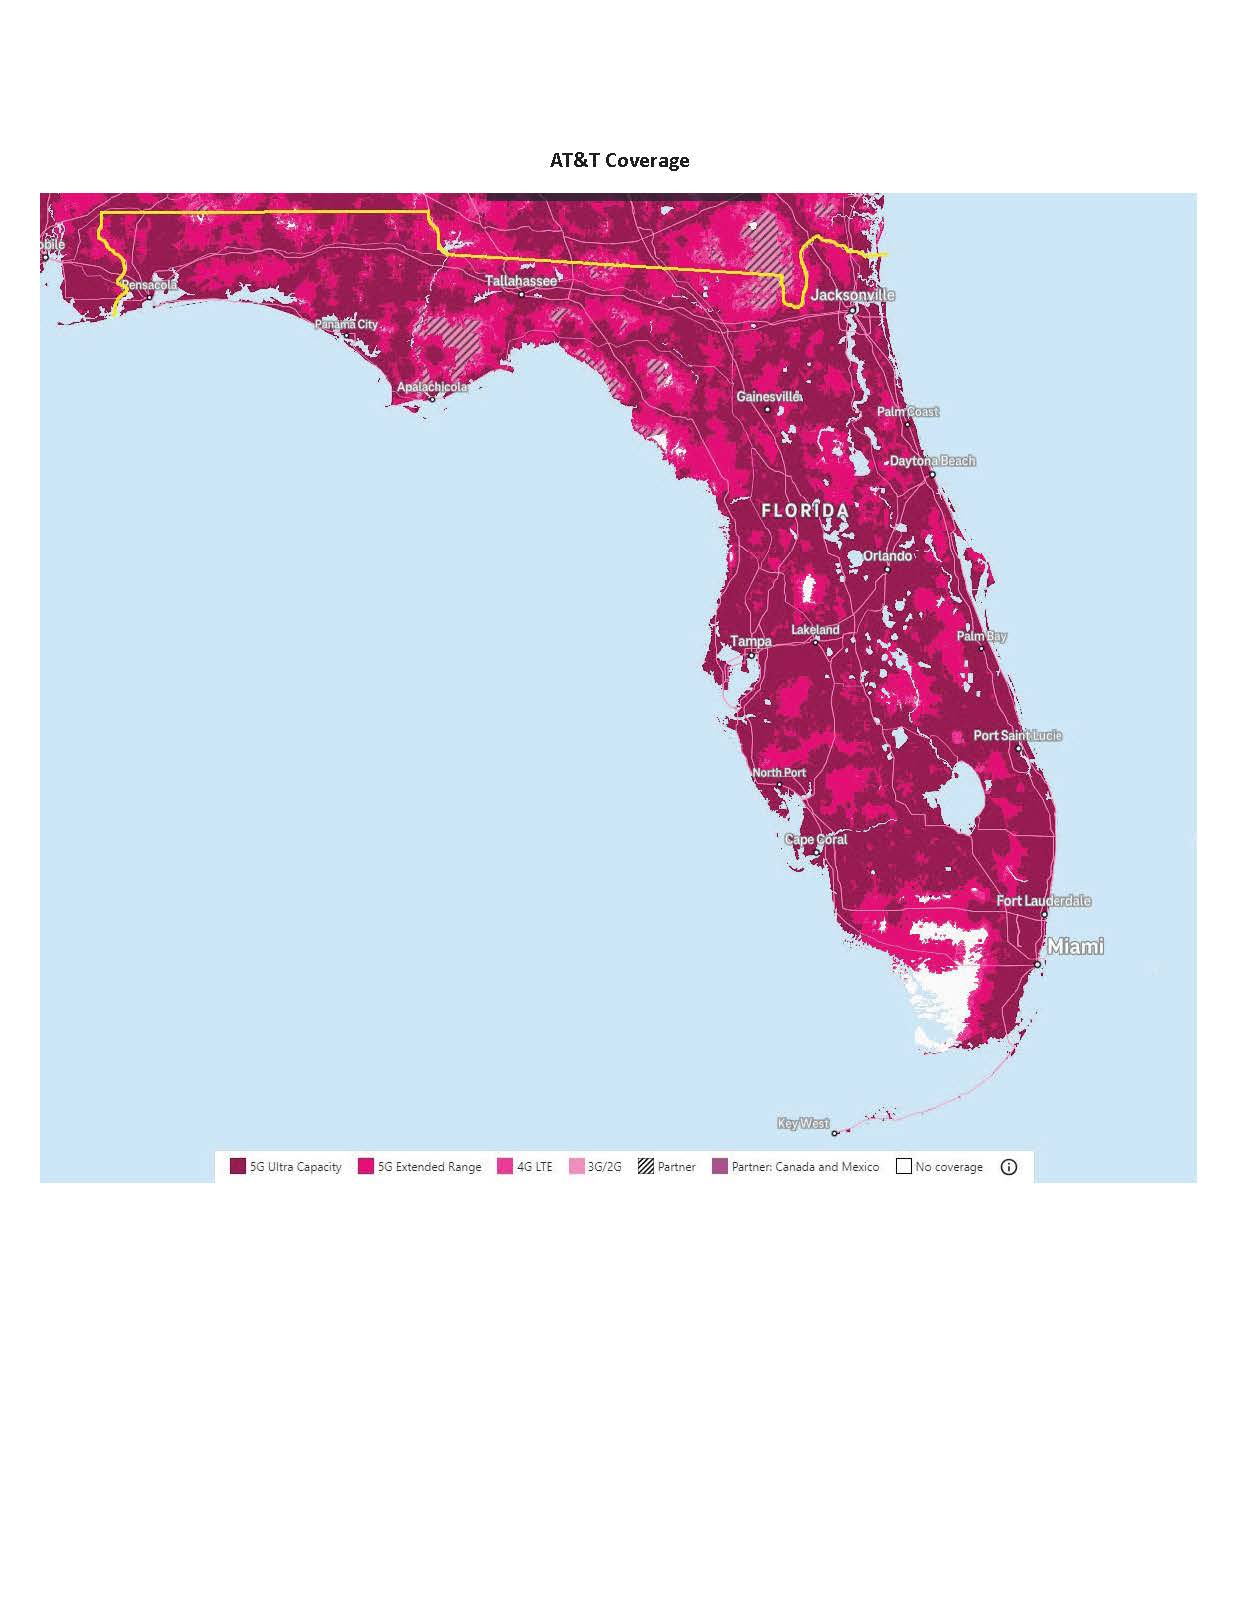 AT&T Coverage
obile
Pensacola
Tallahassee
Jacksonville
Panama City
Apalachicola
Gainesville
Palm Coast
Daytona Beach
FLORIDA
Orlando
Lakeland
Palm Bay
Tampa
Port Saint Lucie
North Port
Cape Coral
Fort Lauderdale
Miami
Key West
5G Ultra Capacity 5G Extended Range 4G LTE 3G/2G Partner Partner: Canada and Mexico No coverage